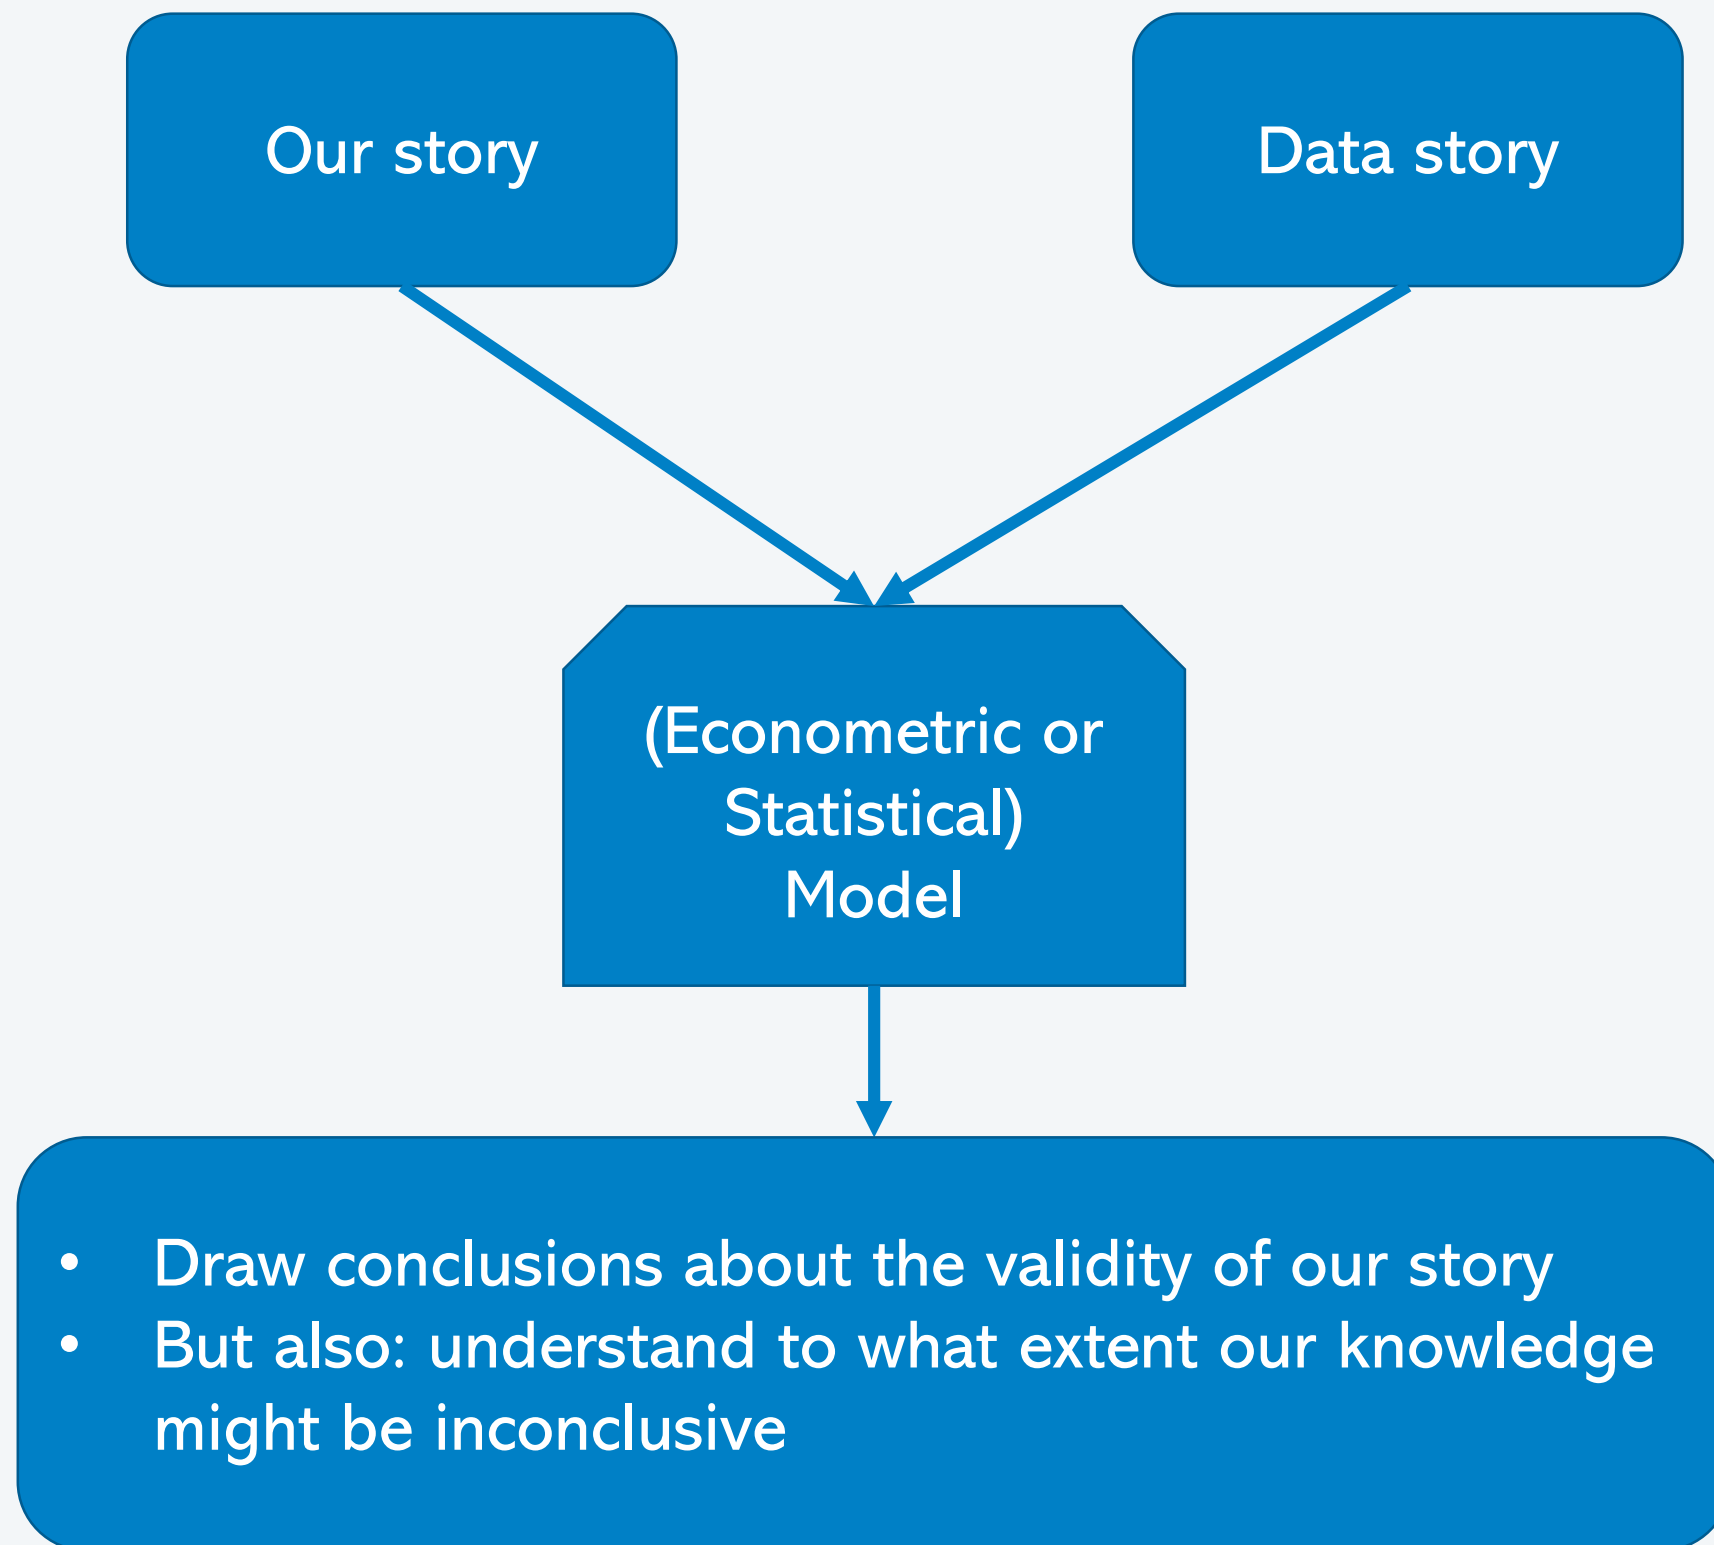 Our story
Data story
(Econometric or
Statistical)
Model
• Draw conclusions about the validity of our story
• But also: understand to what extent our knowledge
might be inconclusive